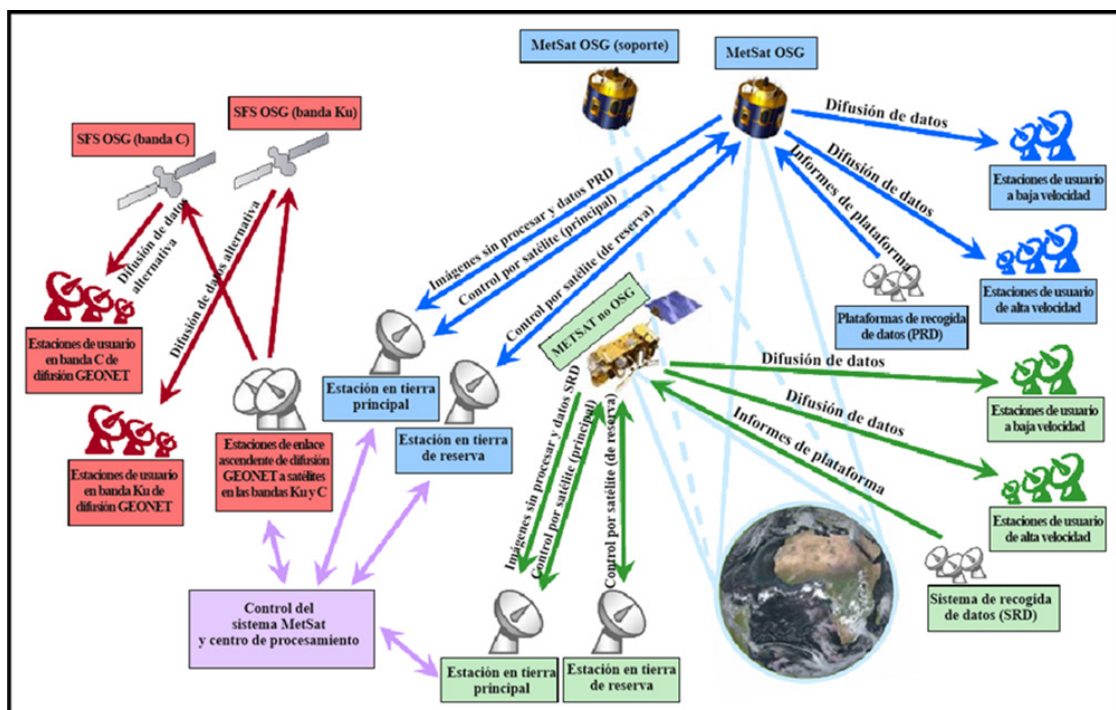 MetSat OSG (soporte)
MetSat OSG
SFS OSG (banda Ku)
SFS OSG (banda C)
Difusión de datos
Estaciones de usuario
a baja velocidad
Difusión de datos
Informes de plataforma
Estaciones de usuario
de alta velocidad
Plataformas de recogida
de datos (PRD)
Imágenes sin procesar y datos PRD
Control por satélite (principal)
Control por satélite (de reserva)
Difusión de datos
alternativa
Difusión de datos alternativa
Estaciones de usuario
en banda C de
difusión GEONET
Estaciones de usuario
en banda Ku de
difusión GEONET
Estaciones de enlace
ascendente de difusión
GEONET a satélites
en las bandas Ku y C
Estación en tierra
principal
Estación en tierra
de reserva
METSAT no OSG
Difusión de datos
Estaciones de usuario
a baja velocidad
Difusión de datos
Informes de plataforma
Estaciones de usuario
de alta velocidad
Sistema de recogida
de datos (SRD)
Imágenes sin procesar y datos SRD
Control por satélite (principal)
Control por satélite (de reserva)
Control del
sistema MetSat
y centro de procesamiento
Estación en tierra
principal
Estación en tierra
de reserva